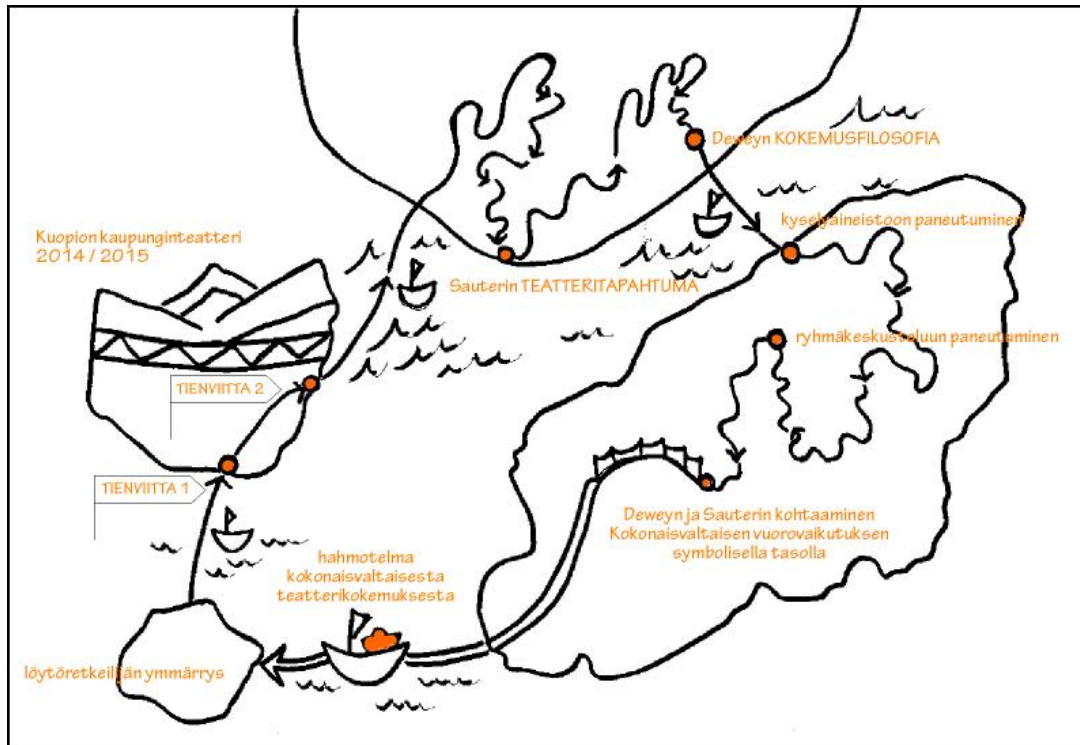 Deweyn KOKEMUSFILOSOFIA
kyselyaineistoon paneutuminen
Kuopion kaupunginteatteri
2014 / 2015
Sauterin TEATTERITAPAHTUMA
ryhmäkeskusteluun paneutuminen
TIENVIITTA 2
TIENVIITTA 1
Deweyn ja Sauterin kohtaaminen
Kokonaisvaltaisen vuorovaikutuksen
symbolisella tasolla
hahmotelma
kokonaisvaltaisesta
teatterikokemuksesta
löytöretkeilijän ymmärrys